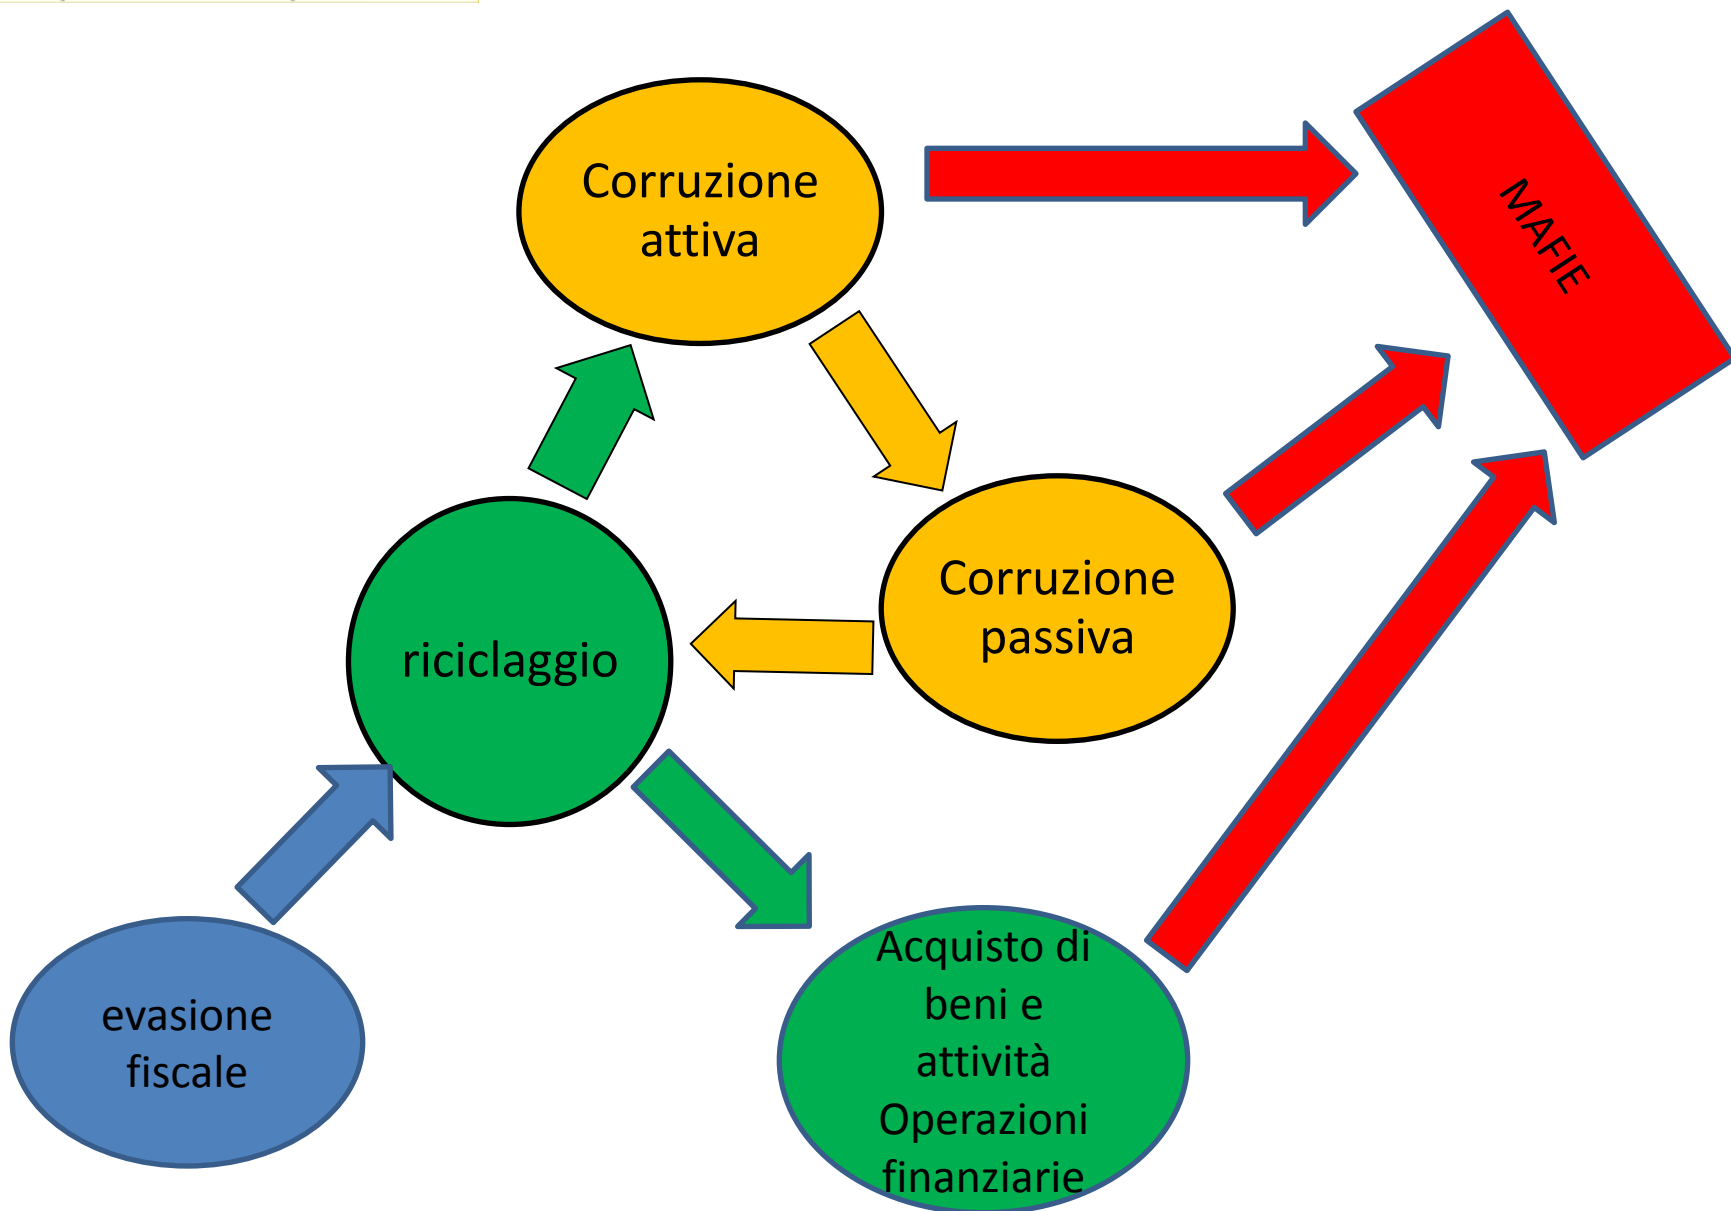 Corruzione
attiva
MAFIE
Corruzione
passiva
riciclaggio
Acquisto di
beni e
attività
Operazioni
finanziarie
evasione
fiscale